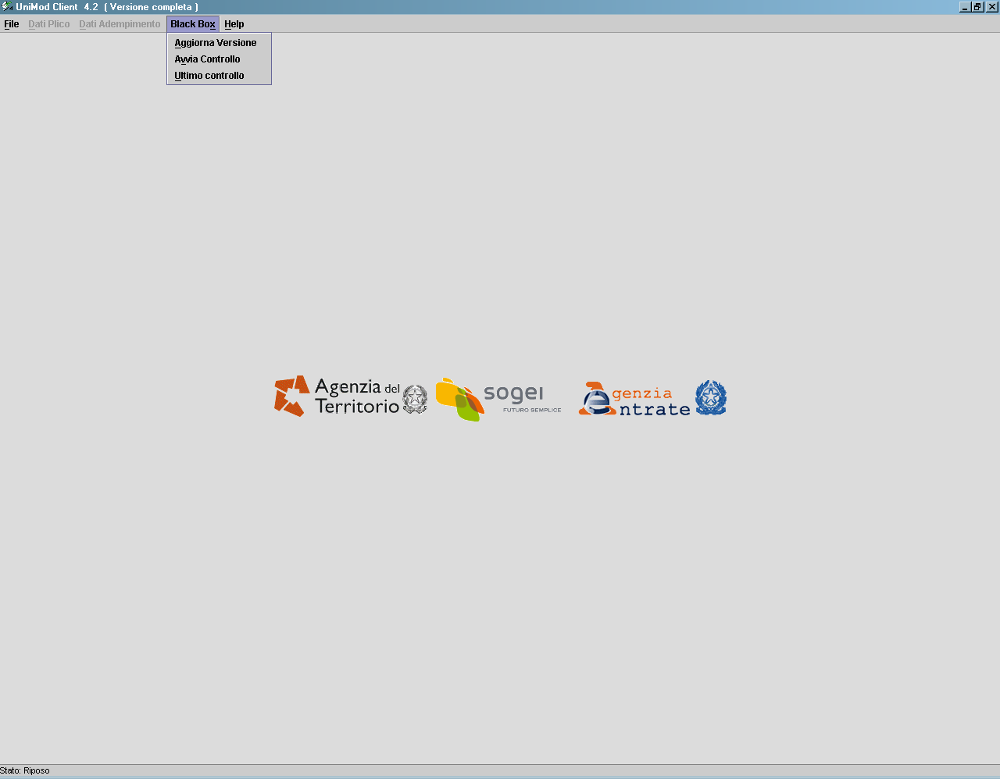 UniMod Client 4.2 ( Versione completa )
File Dati Plico Dati Adempimento Black Box Help
Aggiorna Versione
Avvia Controllo
Ultimo controllo
Agenzia del
Territorio
sogei
FUTURO SEMPLICE
genzia
entrate
Stato: Riposo